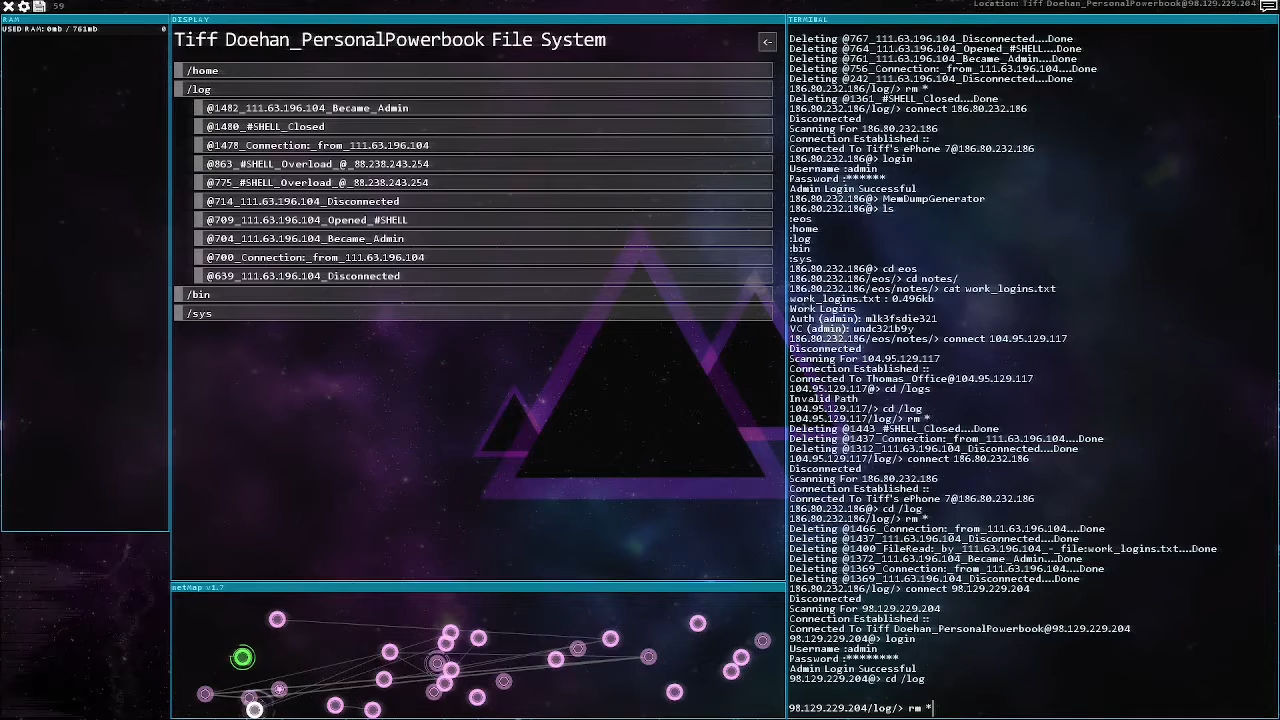 59
Location: Tiff Doehan_PersonalPowerbook@98.129.229.204
RAM
USED RAM: 0mb / 761mb 0
DISPLAY
Tiff Doehan_PersonalPowerbook File System
<-
/home
/log
@1482_111.63.196.104_Became_Admin
@1480_#SHELL_Closed
@1478_Connection:_from_111.63.196.104
@863_#SHELL_Overload_@_88.238.243.254
@775_#SHELL_Overload_@_88.238.243.254
@714_111.63.196.104_Disconnected
@709_111.63.196.104_Opened_#SHELL
@704_111.63.196.104_Became_Admin
@700_Connection:_from_111.63.196.104
@639_111.63.196.104_Disconnected
/bin
/sys
netMap v1.7
TERMINAL
Deleting @767_111.63.196.104_Disconnected....Done
Deleting @764_111.63.196.104_Opened_#SHELL....Done
Deleting @761_111.63.196.104_Became_Admin....Done
Deleting @756_Connection:_from_111.63.196.104....Done
Deleting @242_111.63.196.104_Disconnected....Done
186.80.232.186/log/> rm *
Deleting @1361_#SHELL_Closed....Done
186.80.232.186/log/> connect 186.80.232.186
Disconnected
Scanning For 186.80.232.186
Connection Established ::
Connected To Tiff's ePhone 7@186.80.232.186
186.80.232.186@> login
Username :admin
Password :******
Admin Login Successful
186.80.232.186@> MemDumpGenerator
186.80.232.186@> ls
:eos
:home
:log
:bin
:sys
186.80.232.186@> cd eos
186.80.232.186/eos/> cd notes/
186.80.232.186/eos/notes/> cat work_logins.txt
work_logins.txt : 0.496kb
Work Logins
Auth (admin): mlk3fsdie321
VC (admin): undc321b9y
186.80.232.186/eos/notes/> connect 104.95.129.117
Disconnected
Scanning For 104.95.129.117
Connection Established ::
Connected To Thomas_Office@104.95.129.117
104.95.129.117@> cd /logs
Invalid Path
104.95.129.117/> cd /log
104.95.129.117/log/> rm *
Deleting @1443_#SHELL_Closed....Done
Deleting @1437_Connection:_from_111.63.196.104....Done
Deleting @1312_111.63.196.104_Disconnected....Done
104.95.129.117/log/> connect 186.80.232.186
Disconnected
Scanning For 186.80.232.186
Connection Established ::
Connected To Tiff's ePhone 7@186.80.232.186
186.80.232.186@> cd /log
186.80.232.186/log/> rm *
Deleting @1466_Connection:_from_111.63.196.104....Done
Deleting @1437_111.63.196.104_Disconnected....Done
Deleting @1400_FileRead:_by_111.63.196.104_-_file:work_logins.txt....Done
Deleting @1372_111.63.196.104_Became_Admin....Done
Deleting @1369_Connection:_from_111.63.196.104....Done
Deleting @1369_111.63.196.104_Disconnected....Done
186.80.232.186/log/> connect 98.129.229.204
Disconnected
Scanning For 98.129.229.204
Connection Established ::
Connected To Tiff Doehan_PersonalPowerbook@98.129.229.204
98.129.229.204@> login
Username :admin
Password :********
Admin Login Successful
98.129.229.204@> cd /log
98.129.229.204/log/> rm *